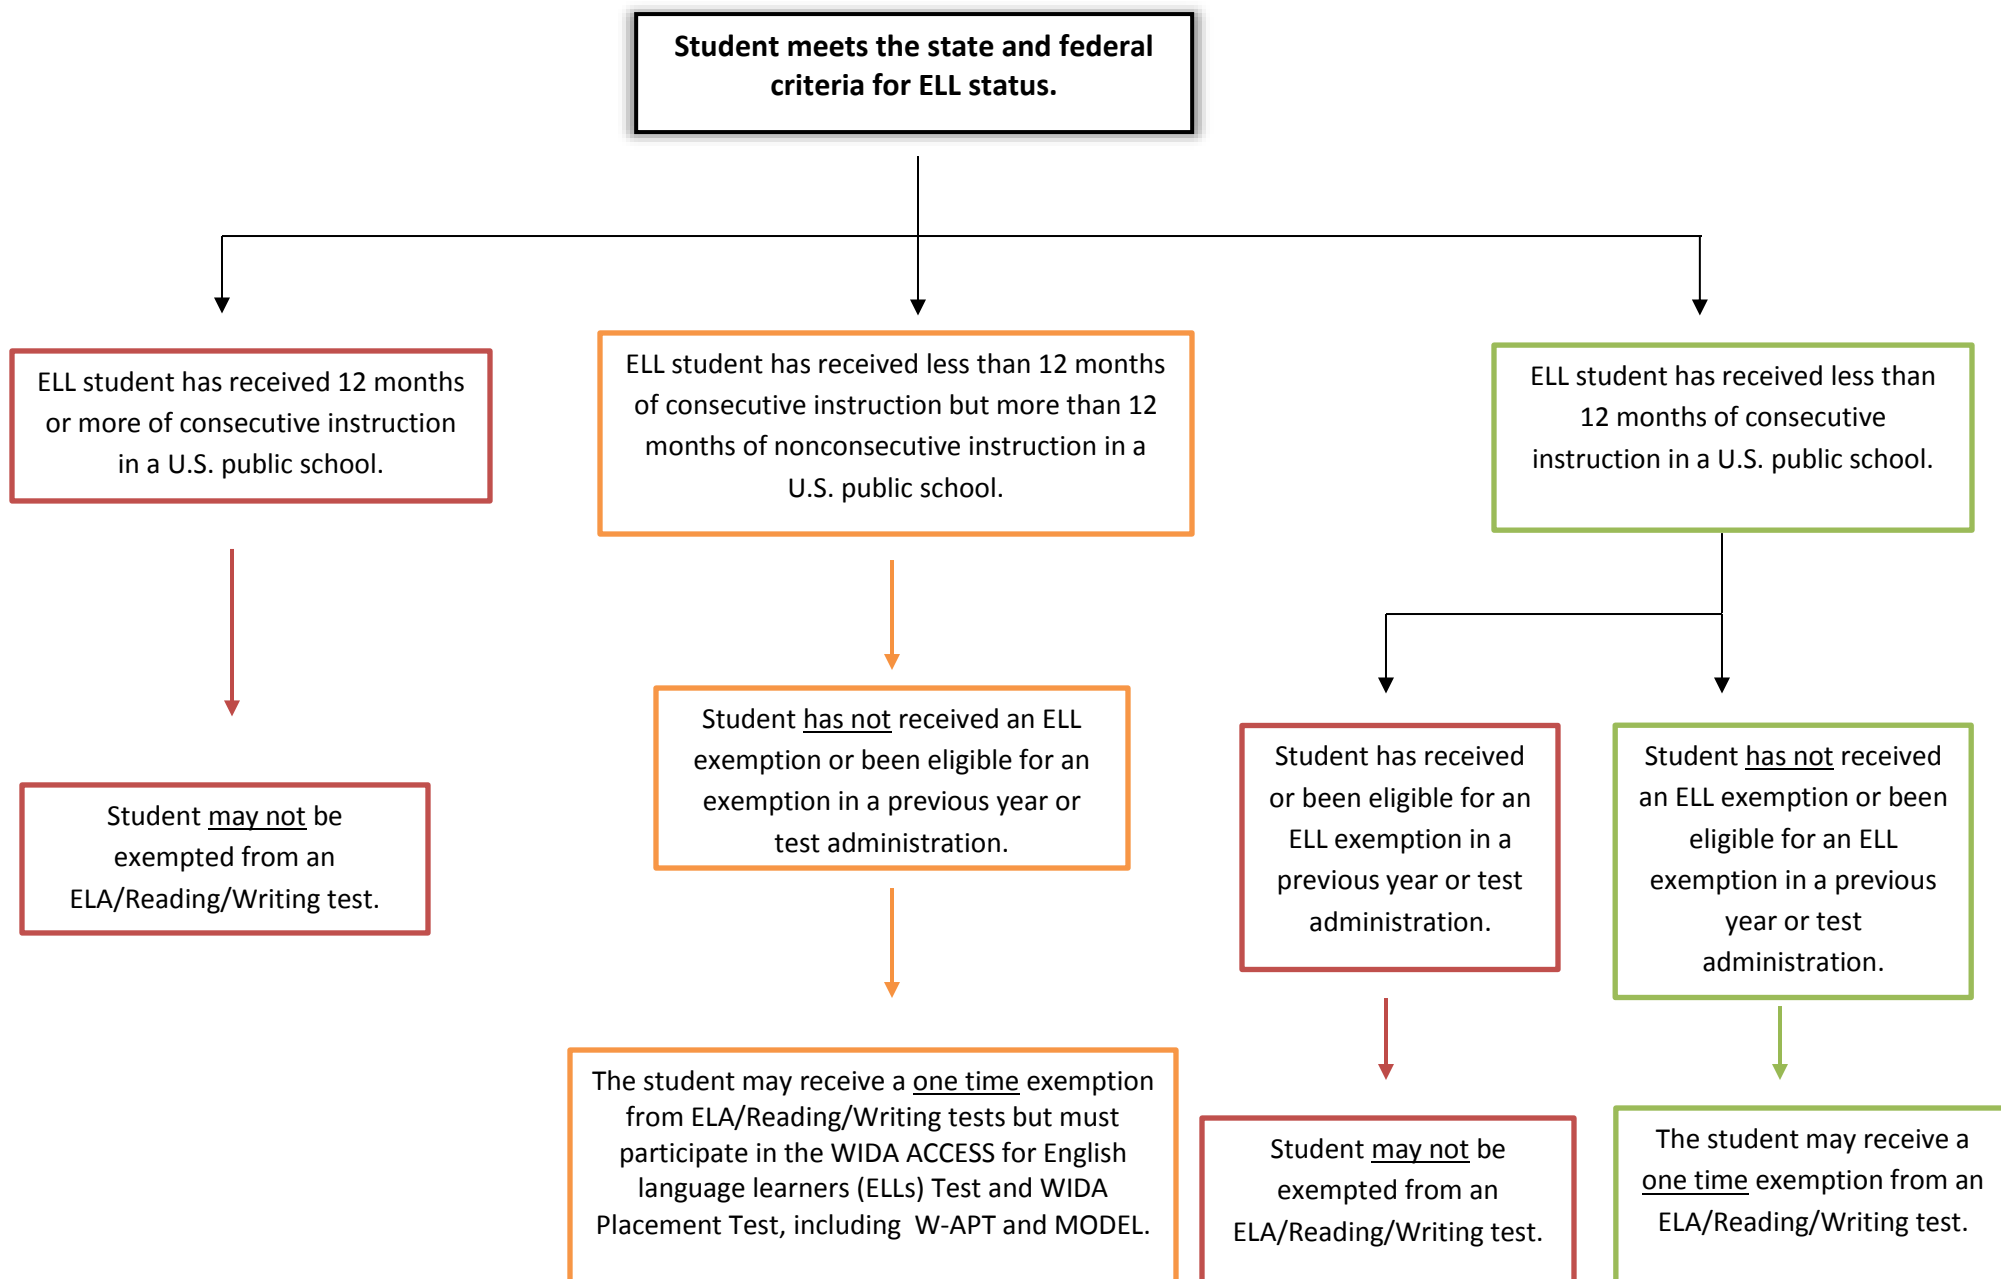 Student meets the state and federal
criteria for ELL status.
ELL student has received 12 months
or more of consecutive instruction
in a U.S. public school.
ELL student has received less than 12 months
of consecutive instruction but more than 12
months of nonconsecutive instruction in a
U.S. public school.
ELL student has received less than
12 months of consecutive
instruction in a U.S. public school.
Student may not be
exempted from an
ELA/Reading/Writing test.
Student has not received an ELL
exemption or been eligible for an
exemption in a previous year or
test administration.
Student has received
or been eligible for an
ELL exemption in a
previous year or test
administration.
Student has not received
an ELL exemption or been
eligible for an ELL
exemption in a previous
year or test
administration.
The student may receive a one time exemption
from ELA/Reading/Writing tests but must
participate in the WIDA ACCESS for English
language learners (ELLs) Test and WIDA
Placement Test, including  W-APT and MODEL.
Student may not be
exempted from an
ELA/Reading/Writing test.
The student may receive a
one time exemption from an
ELA/Reading/Writing test.